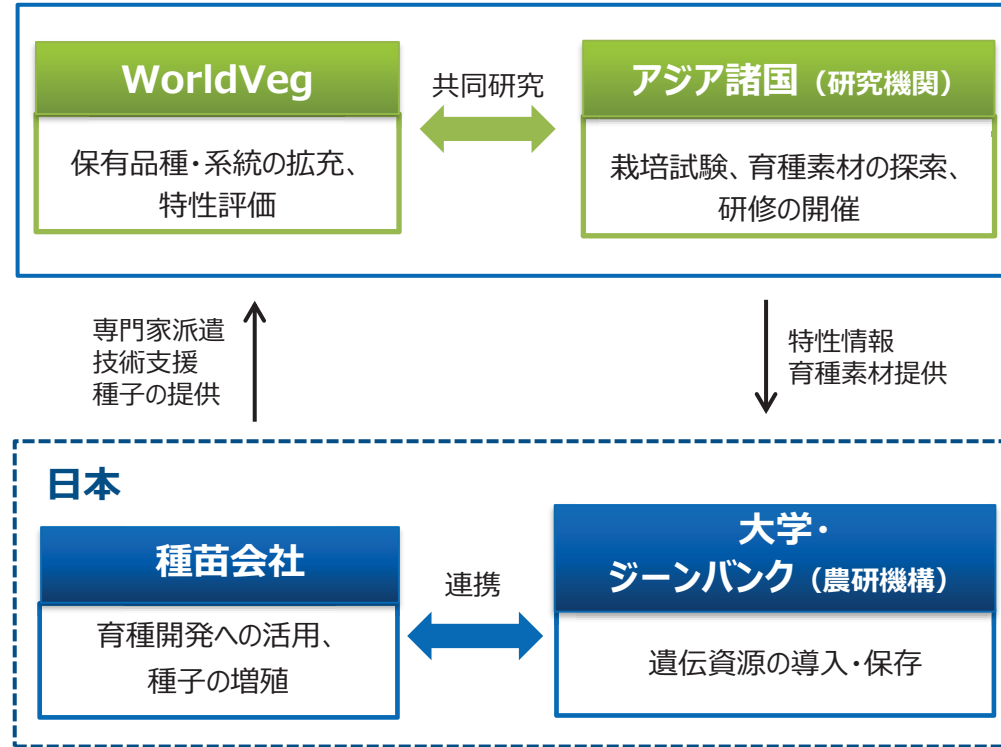 WorldVeg
保有品種・系統の拡充、
特性評価
共同研究
アジア諸国（研究機関）
栽培試験、育種素材の探索、
研修の開催
専門家派遣
技術支援
種子の提供
特性情報
育種素材提供
日本
種苗会社
育種開発への活用、
種子の増殖
連携
大学・
ジーンバンク（農研機構）
遺伝資源の導入・保存